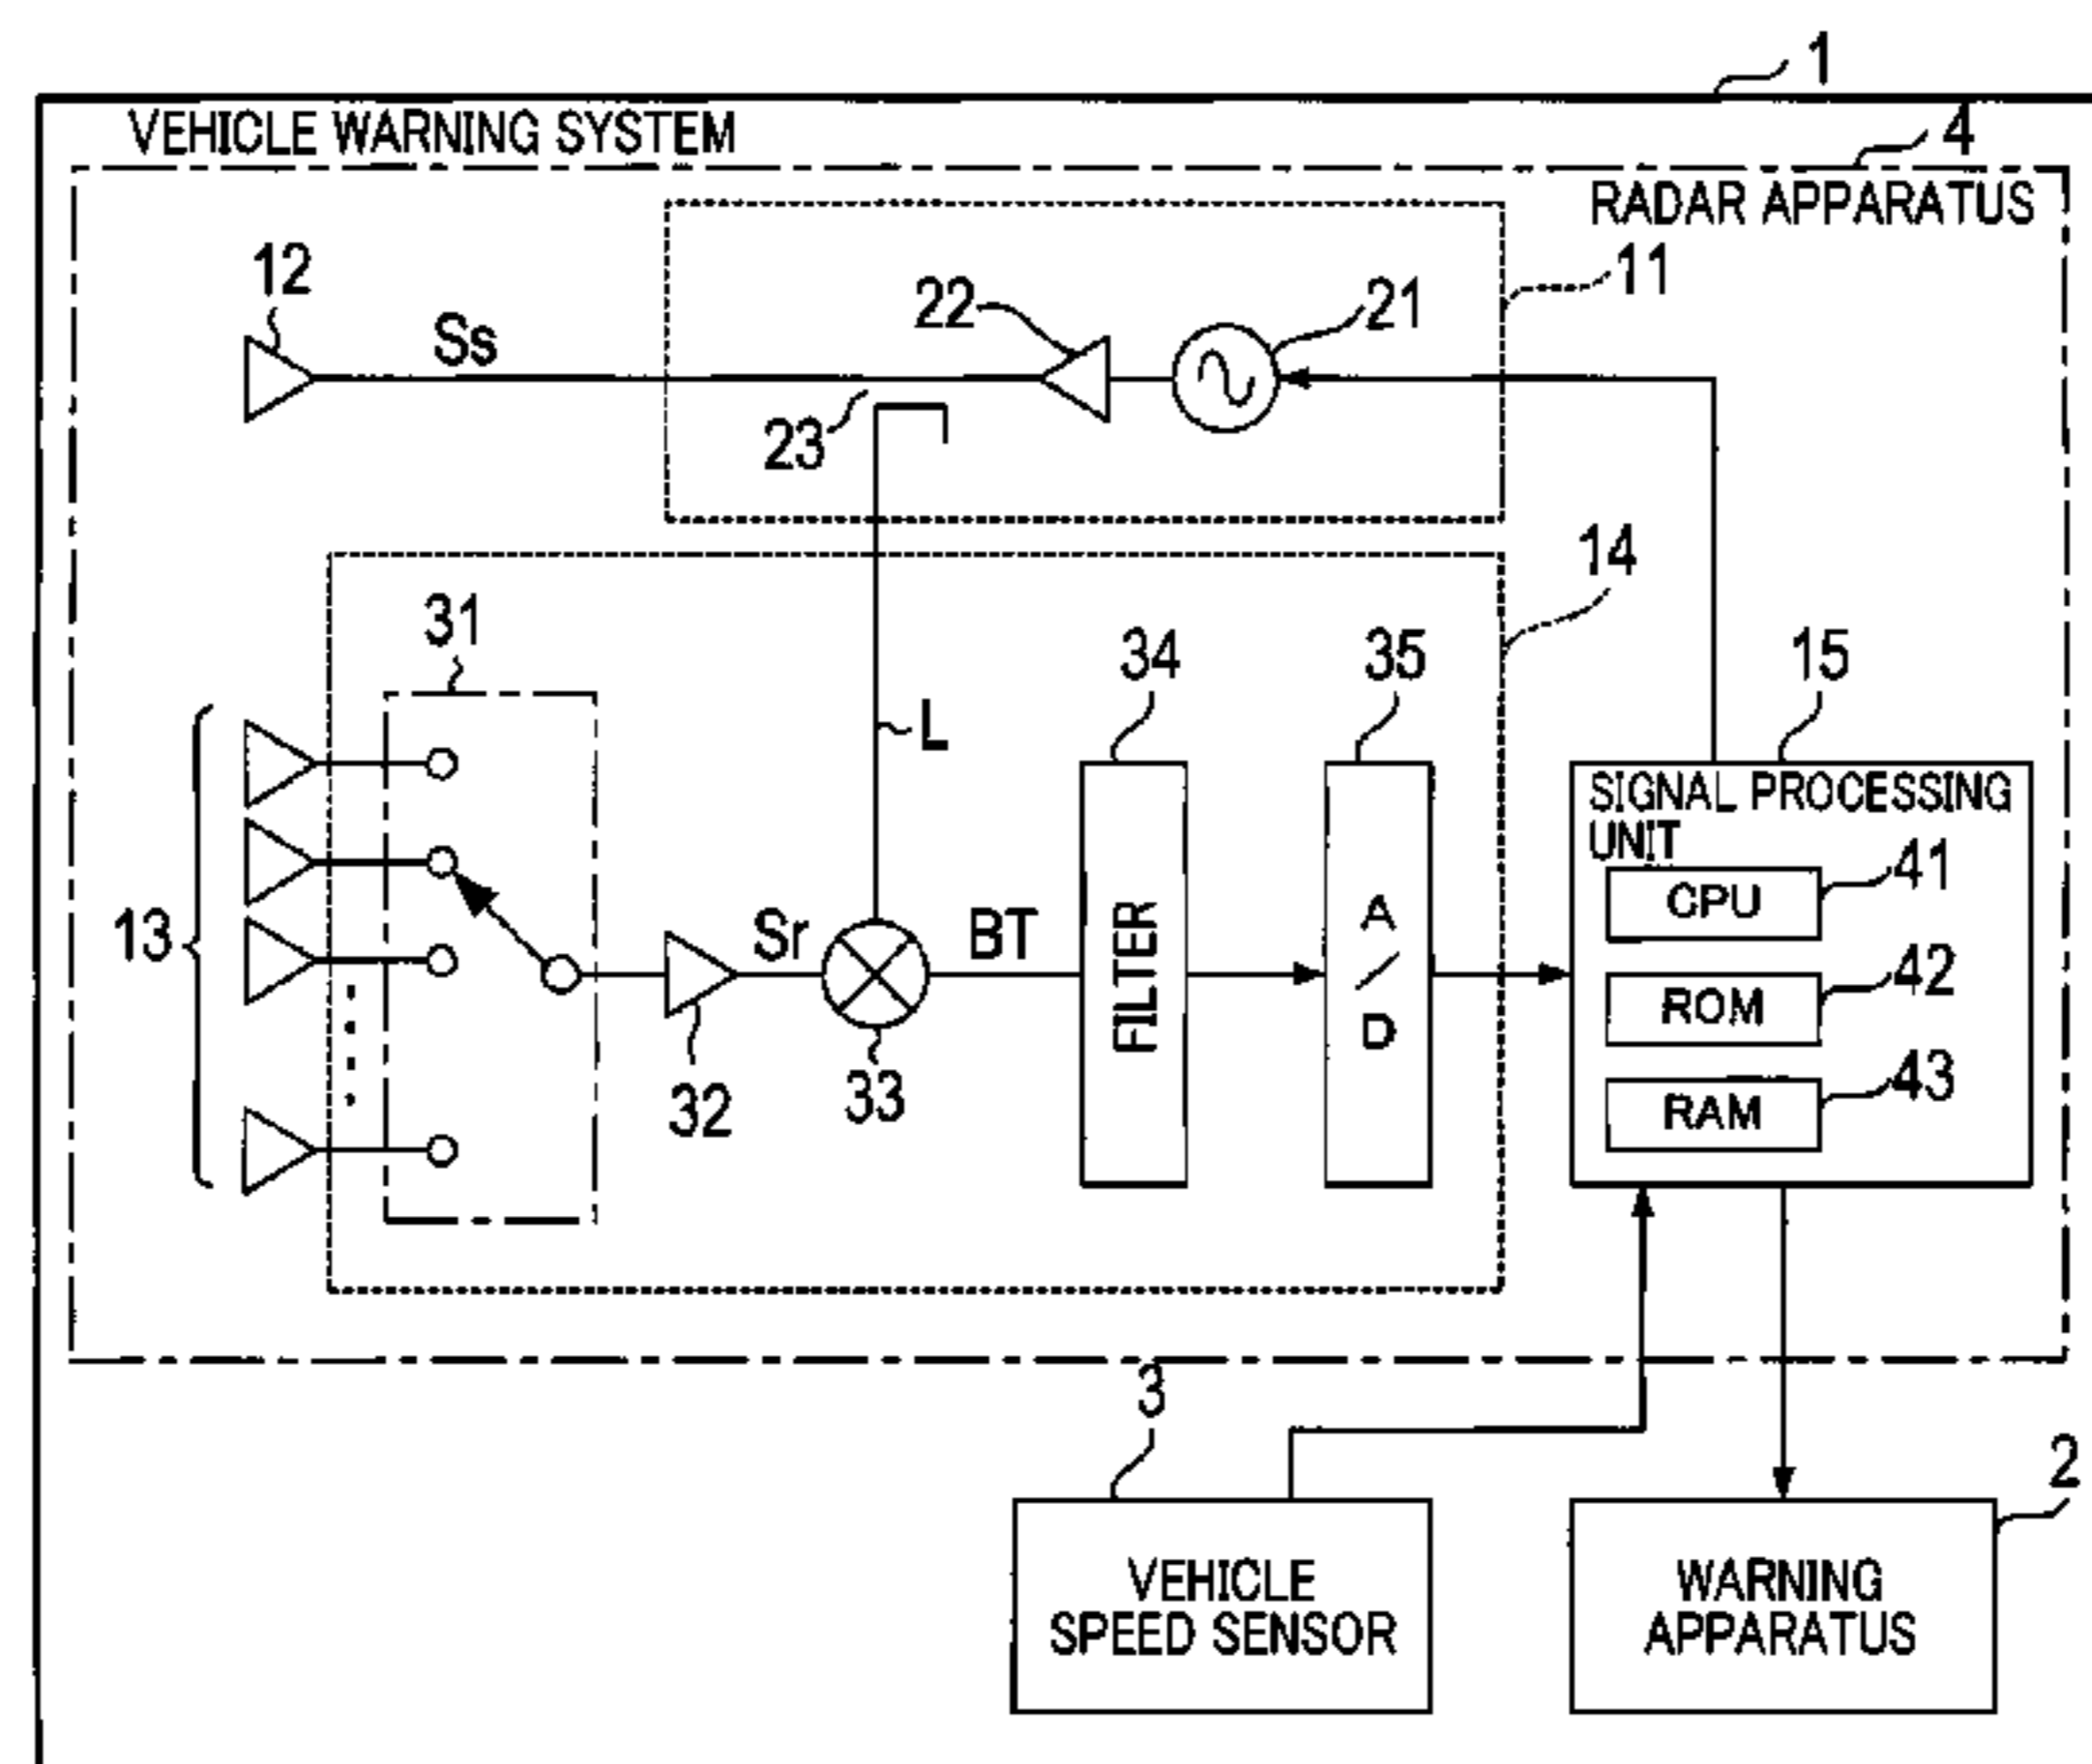 1
VEHICLE WARNING SYSTEM
4
RADAR APPARATUS
12
Ss
22
21
11
23
14
31
34
35
15
L
SIGNAL PROCESSING
UNIT
41
CPU
13
Sr
BT
FILTER
A/D
42
ROM
32
33
43
RAM
3
2
VEHICLE
SPEED SENSOR
WARNING
APPARATUS